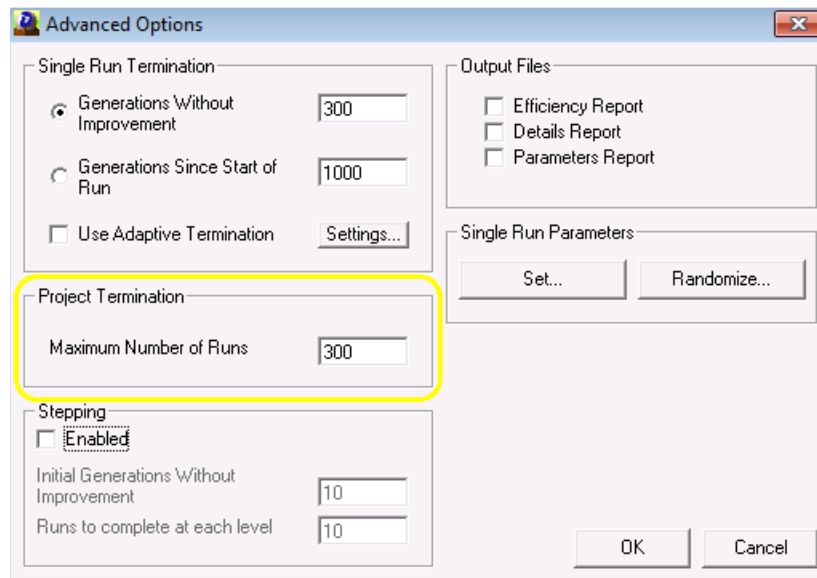 Advanced Options
Single Run Termination
Generations Without
Improvement
300
Generations Since Start of
Run
1000
Use Adaptive Termination
Settings...
Project Termination
Maximum Number of Runs
300
Stepping
Enabled
Initial Generations Without
Improvement
10
Runs to complete at each level
10
Output Files
Efficiency Report
Details Report
Parameters Report
Single Run Parameters
Set...
Randomize...
OK
Cancel